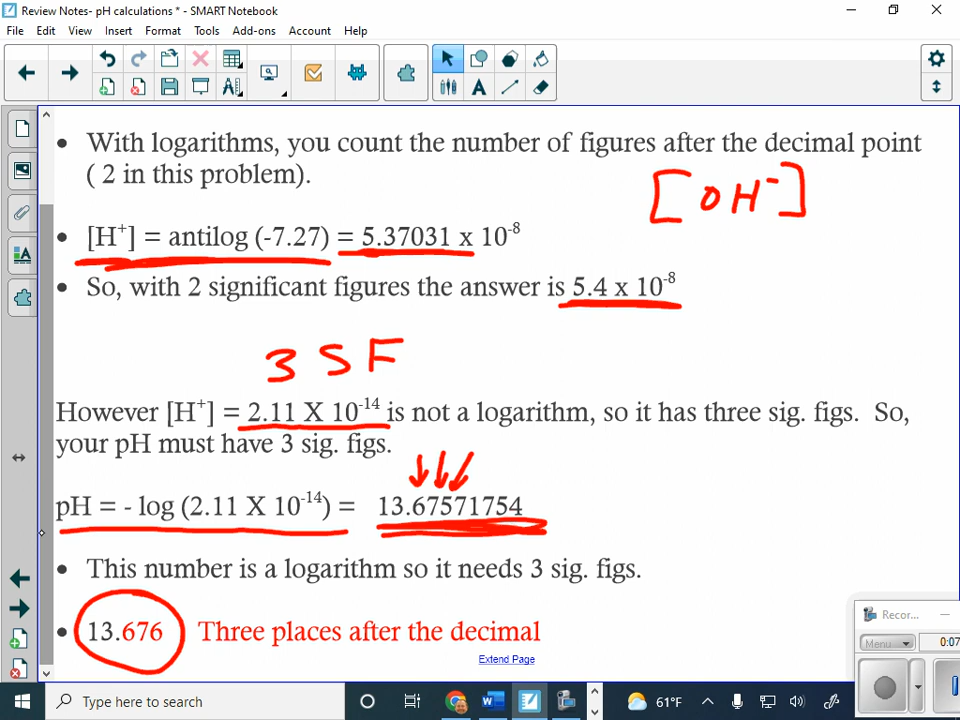 Review Notes- pH calculations * - SMART Notebook
File Edit View Insert Format Tools Add-ons Account Help
• With logarithms, you count the number of figures after the decimal point
( 2 in this problem).
[OH⁻]
• [H⁺] = antilog (-7.27) = 5.37031 x 10⁻⁸
• So, with 2 significant figures the answer is 5.4 x 10⁻⁸
3 SF
However [H⁺] = 2.11 X 10⁻¹⁴ is not a logarithm, so it has three sig. figs. So,
your pH must have 3 sig. figs.
pH = - log (2.11 X 10⁻¹⁴) = 13.67571754
• This number is a logarithm so it needs 3 sig. figs.
• 13.676 Three places after the decimal
Extend Page
Recor...
Menu 0:07
Type here to search
61°F